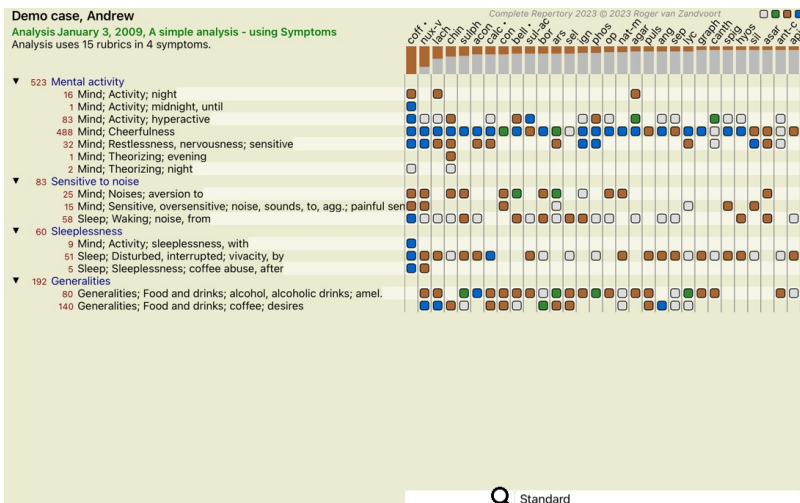 Demo case, Andrew
Complete Repertory 2023 © 2023 Roger van Zandvoort
Analysis January 3, 2009, A simple analysis - using Symptoms
Analysis uses 15 rubrics in 4 symptoms.
coff• nux-v• lach chin sulph acon calc• con bell• sul-ac bor ars sel ign phos op nat-m agar puls ang sep lyc graph canth spig hyos sil asar ant-c
523 Mental activity
16 Mind; Activity; night
1 Mind; Activity; midnight, until
83 Mind; Activity; hyperactive
488 Mind; Cheerfulness
32 Mind; Restlessness, nervousness; sensitive
1 Mind; Theorizing; evening
2 Mind; Theorizing; night
83 Sensitive to noise
25 Mind; Noises; aversion to
15 Mind; Sensitive, oversensitive; noise, sounds, to, agg.; painful sen
58 Sleep; Waking; noise, from
60 Sleeplessness
9 Mind; Activity; sleeplessness, with
51 Sleep; Disturbed, interrupted; vivacity, by
5 Sleep; Sleeplessness; coffee abuse, after
192 Generalities
80 Generalities; Food and drinks; alcohol, alcoholic drinks; amel.
140 Generalities; Food and drinks; coffee; desires
Standard